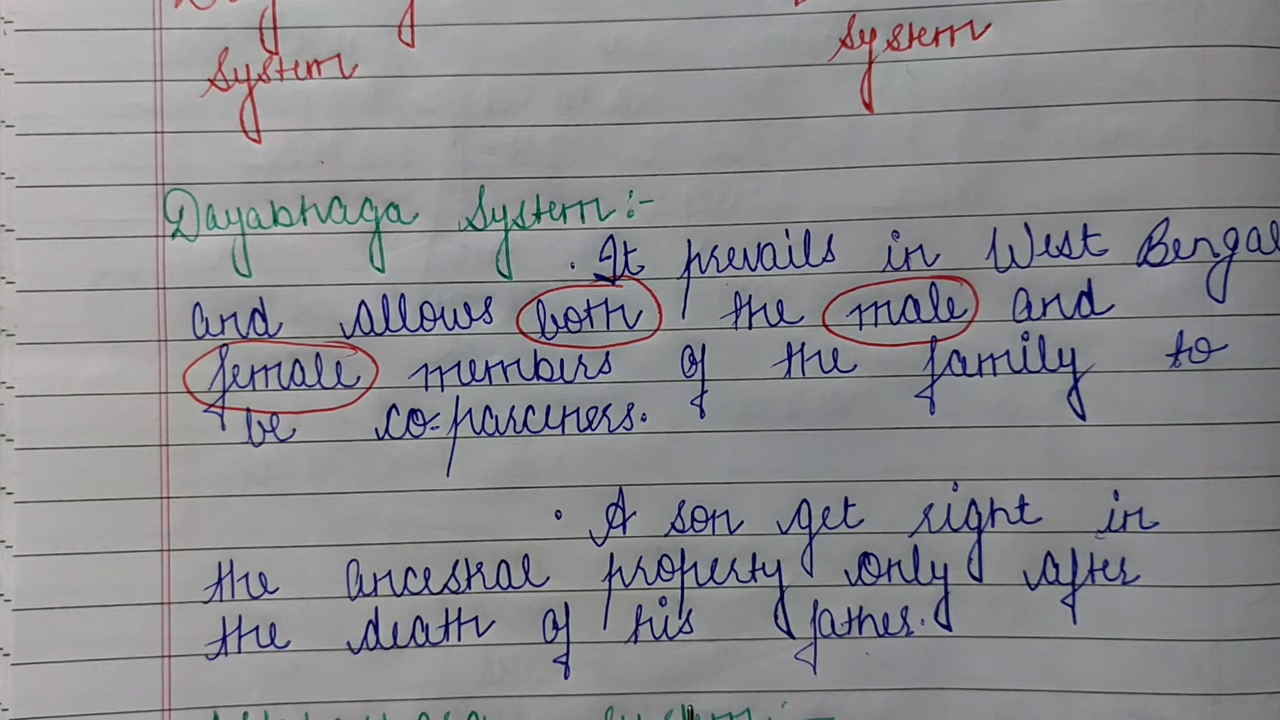 System System
Dayabhaga System:-
. It prevails in West Bengal
and allows both the male and
female members of the family to
be co-parceners.
. A son get right in
the ancestral property only after
the death of his father.
System:-